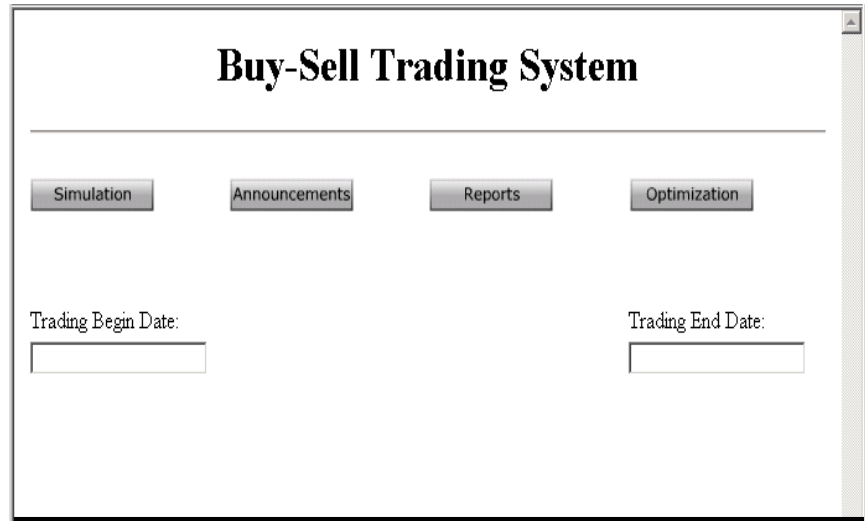 Buy-Sell Trading System
Simulation Announcements Reports Optimization
Trading Begin Date: Trading End Date: